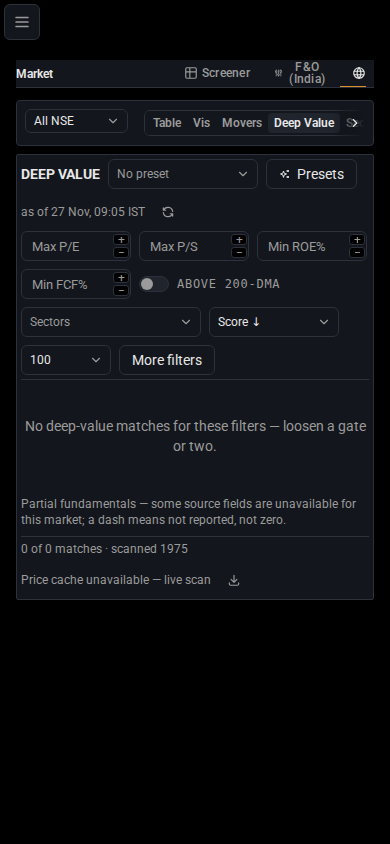 Market
Screener
F&O
(India)
All NSE
Table Vis Movers Deep Value
DEEP VALUE
No preset
Presets
as of 27 Nov, 09:05 IST
Max P/E
+
−
Max P/S
+
−
Min ROE%
+
−
Min FCF%
+
−
ABOVE 200-DMA
Sectors
Score ↓
100
More filters
No deep-value matches for these filters — loosen a gate
or two.
Partial fundamentals — some source fields are unavailable for
this market; a dash means not reported, not zero.
0 of 0 matches · scanned 1975
Price cache unavailable — live scan